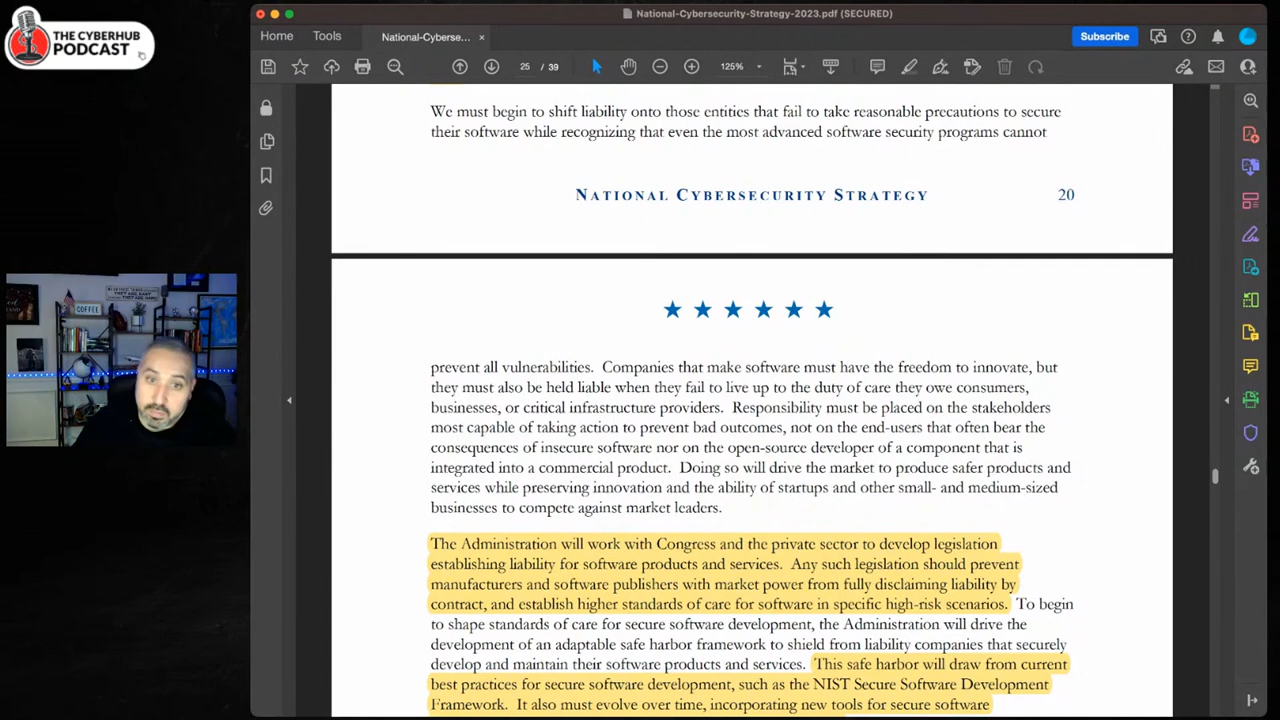 THE CYBERHUB
PODCAST
National-Cybersecurity-Strategy-2023.pdf (SECURED)
Home Tools National-Cyberse... × Subscribe
25 / 39 125%
We must begin to shift liability onto those entities that fail to take reasonable precautions to secure
their software while recognizing that even the most advanced software security programs cannot
NATIONAL CYBERSECURITY STRATEGY 20
prevent all vulnerabilities. Companies that make software must have the freedom to innovate, but
they must also be held liable when they fail to live up to the duty of care they owe consumers,
businesses, or critical infrastructure providers. Responsibility must be placed on the stakeholders
most capable of taking action to prevent bad outcomes, not on the end-users that often bear the
consequences of insecure software nor on the open-source developer of a component that is
integrated into a commercial product. Doing so will drive the market to produce safer products and
services while preserving innovation and the ability of startups and other small- and medium-sized
businesses to compete against market leaders.
The Administration will work with Congress and the private sector to develop legislation
establishing liability for software products and services. Any such legislation should prevent
manufacturers and software publishers with market power from fully disclaiming liability by
contract, and establish higher standards of care for software in specific high-risk scenarios. To begin
to shape standards of care for secure software development, the Administration will drive the
development of an adaptable safe harbor framework to shield from liability companies that securely
develop and maintain their software products and services. This safe harbor will draw from current
best practices for secure software development, such as the NIST Secure Software Development
Framework. It also must evolve over time, incorporating new tools for secure software
COFFEE